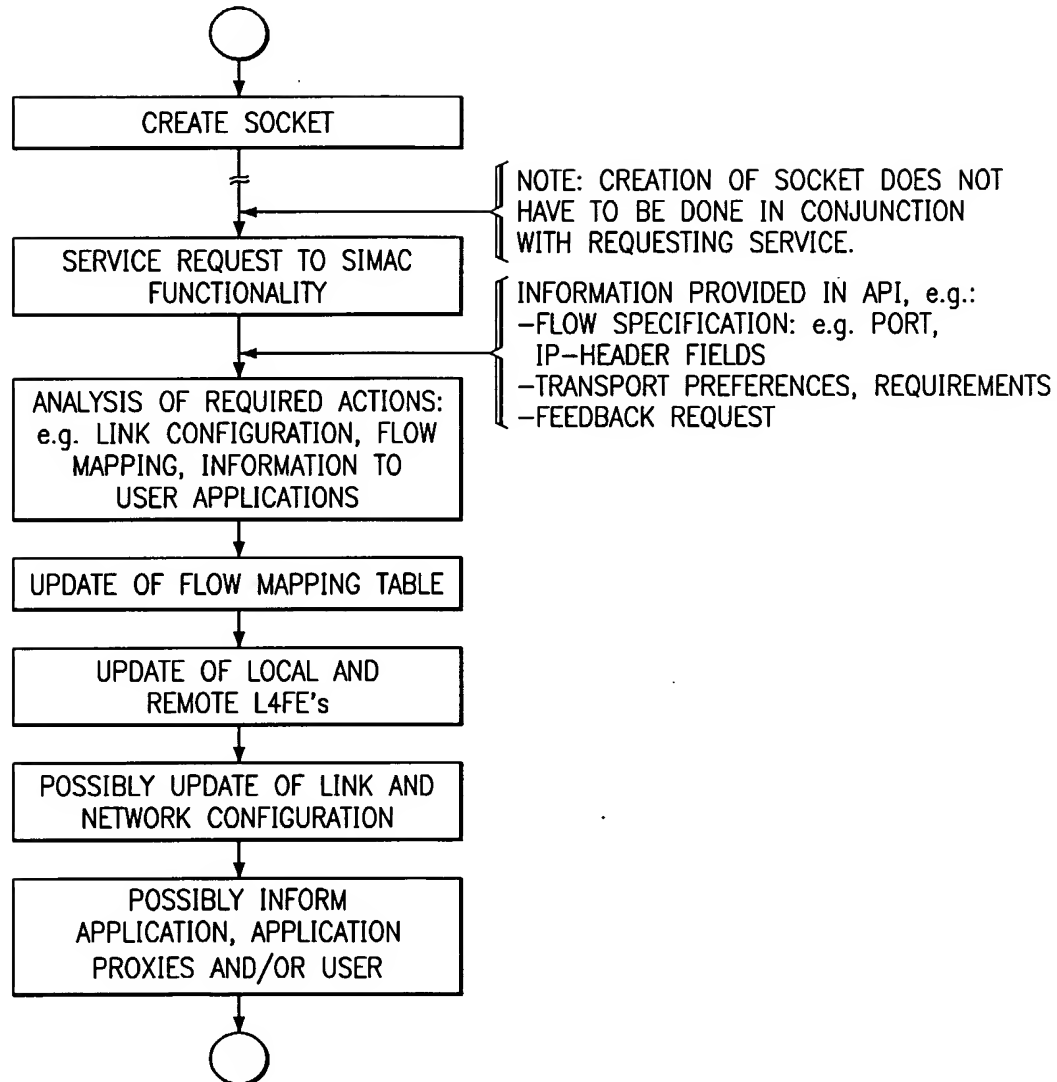 CREATE SOCKET
NOTE: CREATION OF SOCKET DOES NOT
HAVE TO BE DONE IN CONJUNCTION
WITH REQUESTING SERVICE.
SERVICE REQUEST TO SIMAC
FUNCTIONALITY
INFORMATION PROVIDED IN API, e.g.:
-FLOW SPECIFICATION: e.g. PORT,
IP-HEADER FIELDS
-TRANSPORT PREFERENCES, REQUIREMENTS
-FEEDBACK REQUEST
ANALYSIS OF REQUIRED ACTIONS:
e.g. LINK CONFIGURATION, FLOW
MAPPING, INFORMATION TO
USER APPLICATIONS
UPDATE OF FLOW MAPPING TABLE
UPDATE OF LOCAL AND
REMOTE L4FE's
POSSIBLY UPDATE OF LINK AND
NETWORK CONFIGURATION
POSSIBLY INFORM
APPLICATION, APPLICATION
PROXIES AND/OR USER